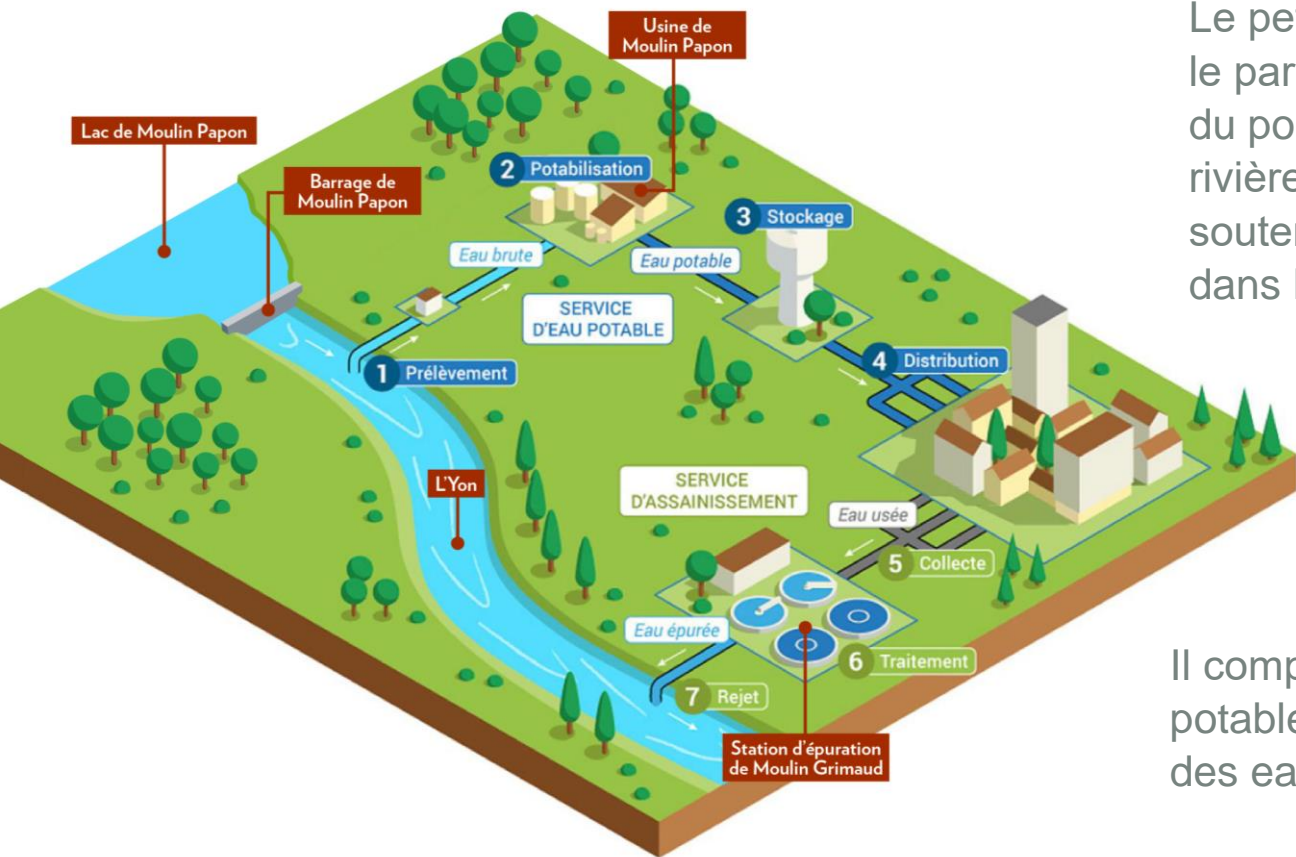 Le pe
le par
du po
rivière
souter
dans l
Usine de
Moulin Papon
Lac de Moulin Papon
Barrage de
Moulin Papon
2 Potabilisation
3 Stockage
Eau brute
Eau potable
SERVICE
D'EAU POTABLE
1 Prélèvement
4 Distribution
L'Yon
SERVICE
D'ASSAINISSEMENT
Eau usée
5 Collecte
Eau épurée
6 Traitement
7 Rejet
Station d'épuration
de Moulin Grimaud
Il comp
potable
des ea